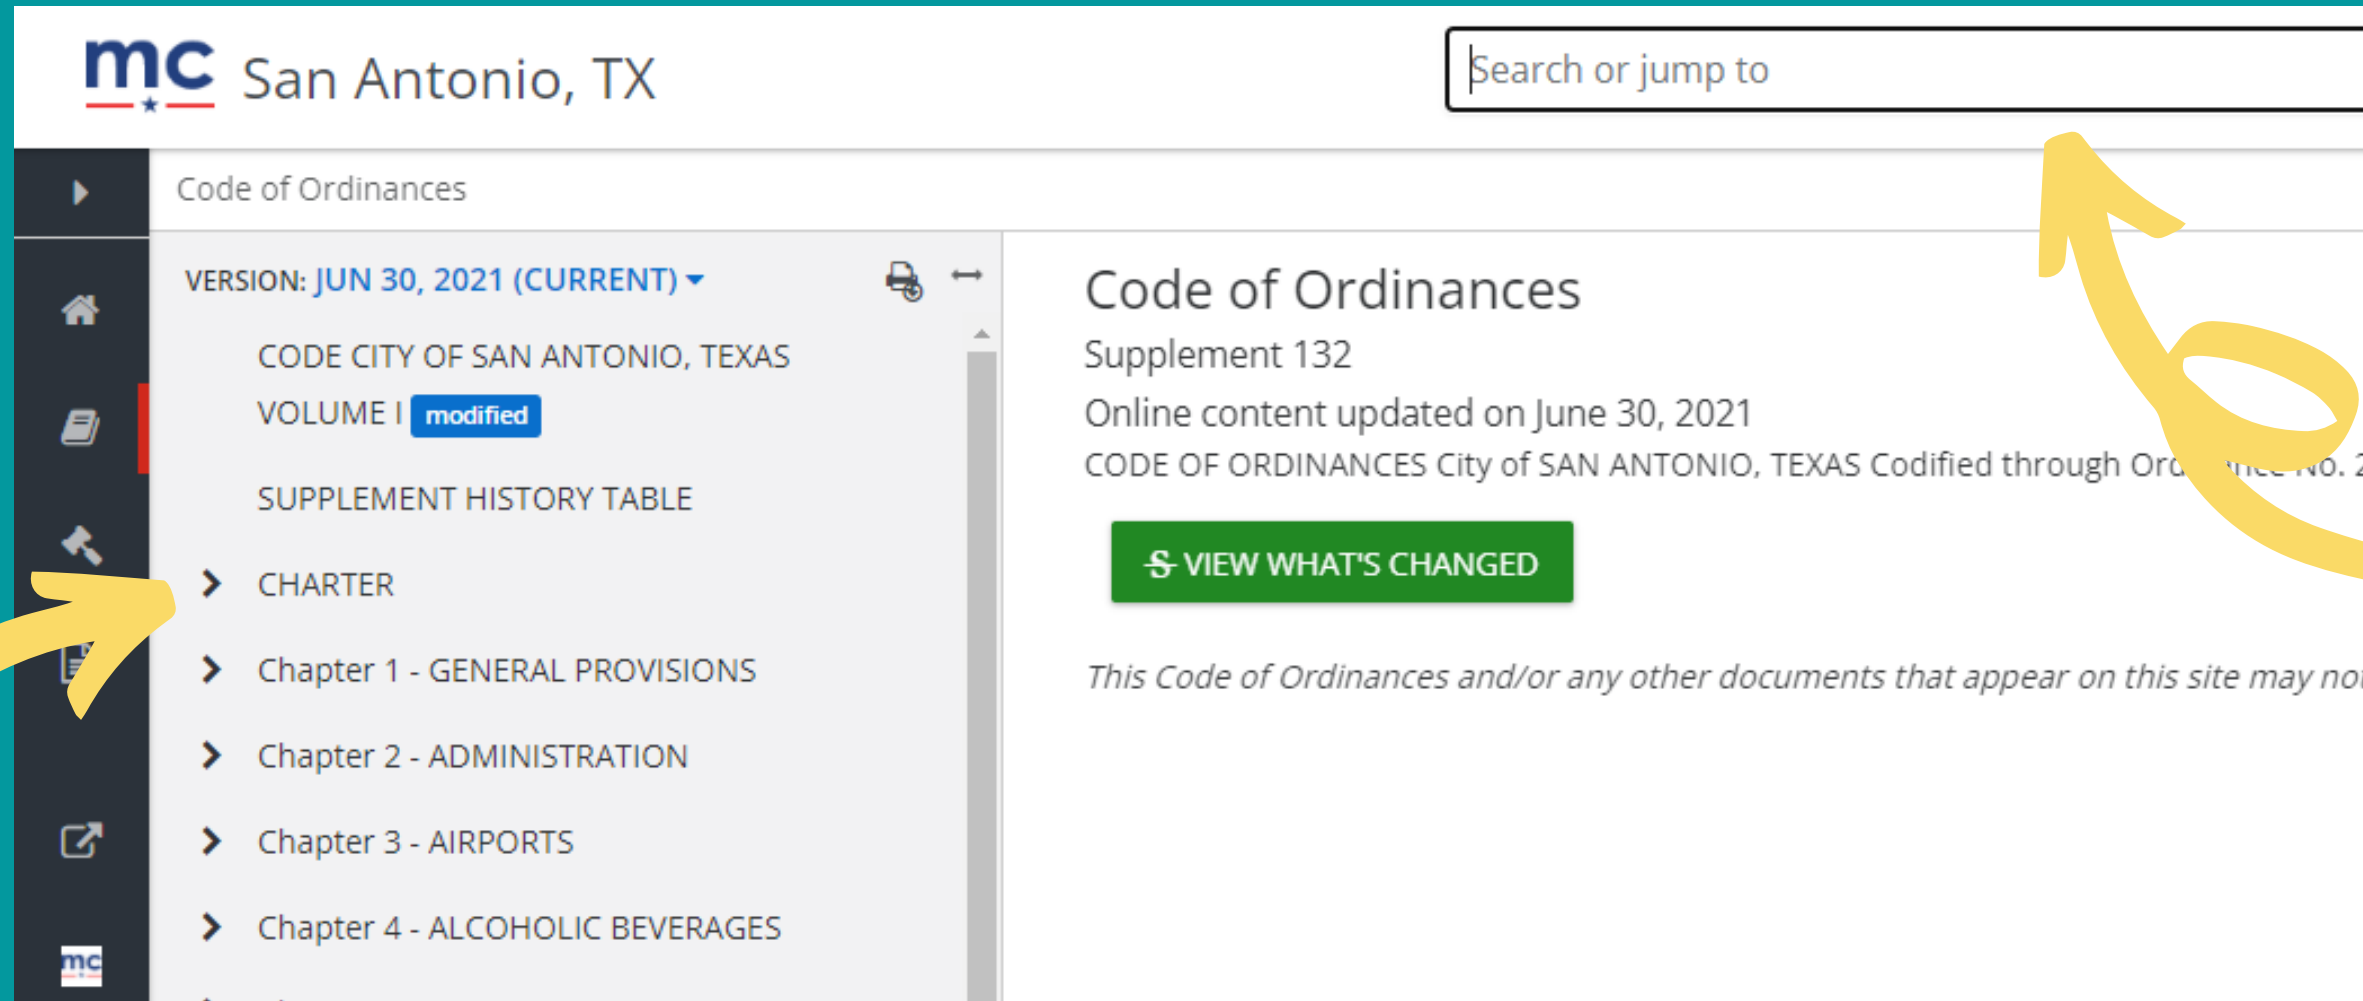 mc San Antonio, TX
Search or jump to
Code of Ordinances
VERSION: JUN 30, 2021 (CURRENT)
CODE CITY OF SAN ANTONIO, TEXAS
VOLUME I modified
SUPPLEMENT HISTORY TABLE
CHARTER
Chapter 1 - GENERAL PROVISIONS
Chapter 2 - ADMINISTRATION
Chapter 3 - AIRPORTS
Chapter 4 - ALCOHOLIC BEVERAGES
mc
Code of Ordinances
Supplement 132
Online content updated on June 30, 2021
CODE OF ORDINANCES City of SAN ANTONIO, TEXAS Codified through No.
VIEW WHAT'S CHANGED
This Code of Ordinances and/or any other documents that appear on this site may